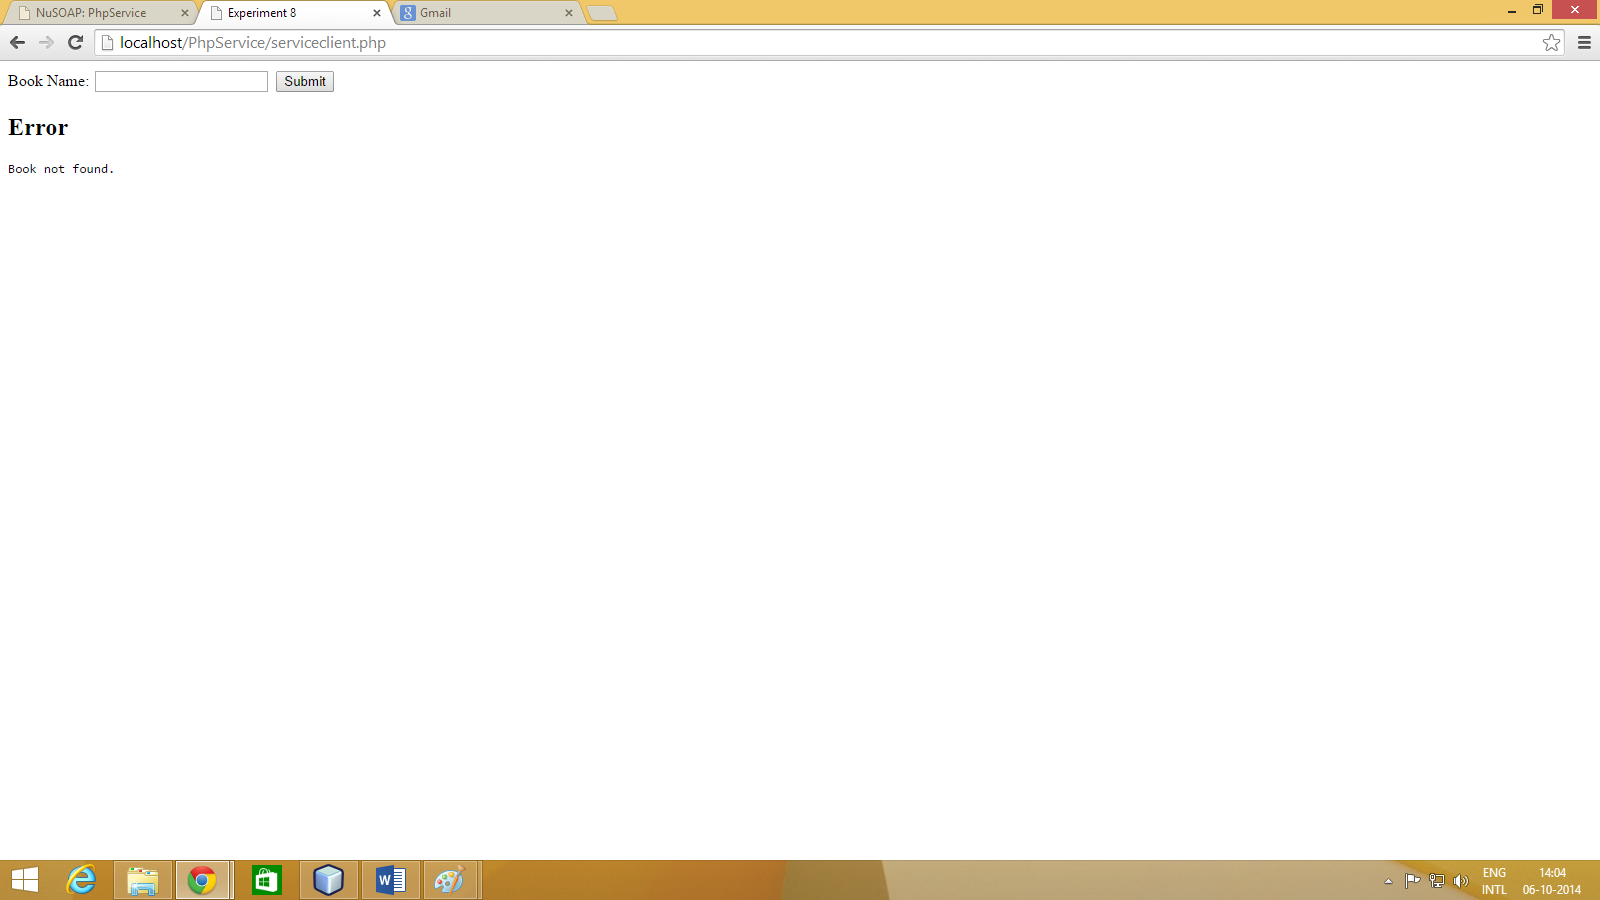 NuSOAP: PhpService
Experiment 8
Gmail
localhost/PhpService/serviceclient.php
Book Name:
Submit
Error
Book not found.
ENG
INTL
14:04
06-10-2014